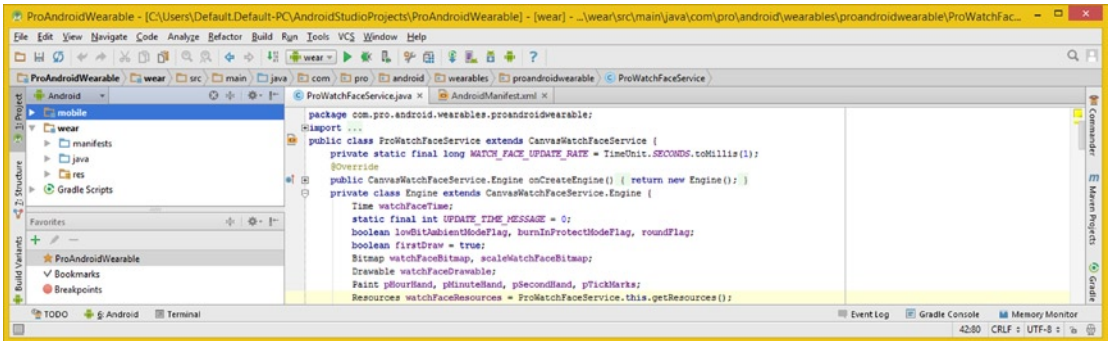 ProAndroidWearable - [C:\Users\Default.Default-PC\AndroidStudioProjects\ProAndroidWearable] - [wear] - ...\wear\src\main\java\com\pro\android\wearables\proandroidwearable\ProWatchFac...
File Edit View Navigate Code Analyze Refactor Build Run Tools VCS Window Help
wear
ProAndroidWearable wear src main java com pro android wearables proandroidwearable ProWatchFaceService
1: Project
Z: Structure
Build Variants
Android
mobile
wear
manifests
java
res
Gradle Scripts
Favorites
ProAndroidWearable
Bookmarks
Breakpoints
ProWatchFaceService.java AndroidManifest.xml
package com.pro.android.wearables.proandroidwearable;
import ...
public class ProWatchFaceService extends CanvasWatchFaceService {
private static final long WATCH_FACE_UPDATE_RATE = TimeUnit.SECONDS.toMillis(1);
@Override
public CanvasWatchFaceService.Engine onCreateEngine() { return new Engine(); }
private class Engine extends CanvasWatchFaceService.Engine {
Time watchFaceTime;
static final int UPDATE_TIME_MESSAGE = 0;
boolean lowBitAmbientModeFlag, burnInProtectModeFlag, roundFlag;
boolean firstDraw = true;
Bitmap watchFaceBitmap, scaleWatchFaceBitmap;
Drawable watchFaceDrawable;
Paint pHourHand, pMinuteHand, pSecondHand, pTickMarks;
Resources watchFaceResources = ProWatchFaceService.this.getResources();
Commander
Maven Projects
Gradle
TODO 6: Android Terminal Event Log Gradle Console Memory Monitor
42:80 CRLF UTF-8